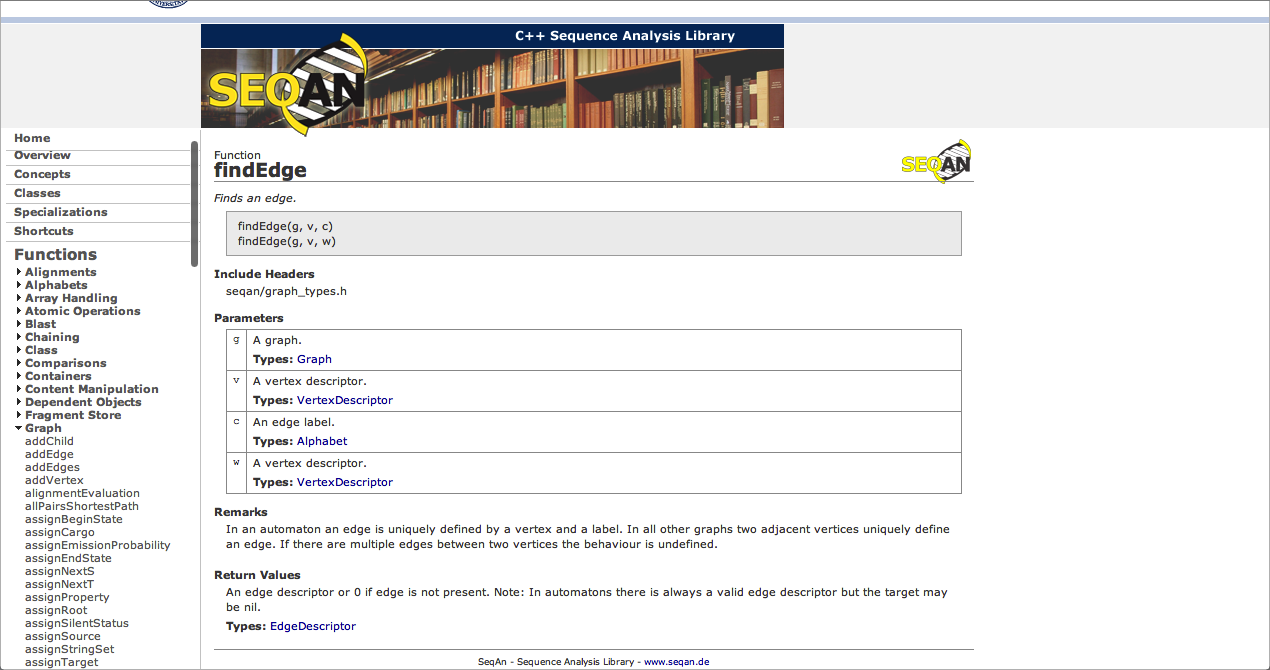 C++ Sequence Analysis Library
SEQAN
Home
Overview
Concepts
Classes
Specializations
Shortcuts
Functions
Alignments
Alphabets
Array Handling
Atomic Operations
Blast
Chaining
Class
Comparisons
Containers
Content Manipulation
Dependent Objects
Fragment Store
Graph
addChild
addEdge
addEdges
addVertex
alignmentEvaluation
allPairsShortestPath
assignBeginState
assignCargo
assignEmissionProbability
assignEndState
assignNextS
assignNextT
assignProperty
assignRoot
assignSilentStatus
assignSource
assignStringSet
assignTarget
Function
findEdge
SEQAN
Finds an edge.
findEdge(g, v, c)
findEdge(g, v, w)
Include Headers
seqan/graph_types.h
Parameters
g A graph.
Types: Graph
v A vertex descriptor.
Types: VertexDescriptor
c An edge label.
Types: Alphabet
w A vertex descriptor.
Types: VertexDescriptor
Remarks
In an automaton an edge is uniquely defined by a vertex and a label. In all other graphs two adjacent vertices uniquely define
an edge. If there are multiple edges between two vertices the behaviour is undefined.
Return Values
An edge descriptor or 0 if edge is not present. Note: In automatons there is always a valid edge descriptor but the target may
be nil.
Types: EdgeDescriptor
SeqAn - Sequence Analysis Library - www.seqan.de